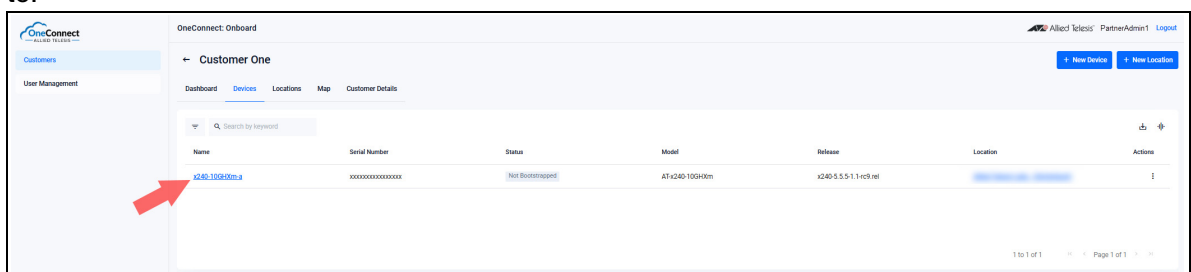 to.
OneConnect
ALLIED TELESIS
OneConnect: Onboard
Allied Telesis PartnerAdmin1 Logout
Customers
← Customer One
+ New Device + New Location
User Management
Dashboard Devices Locations Map Customer Details
Search by keyword
Name Serial Number Status Model Release Location Actions
x240-10GHXm-a xxxxxxxxxxxxxxxx Not Bootstrapped AT-x240-10GHXm x240-5.5.5-1.1-rc9.rel
1 to 1 of 1 Page 1 of 1